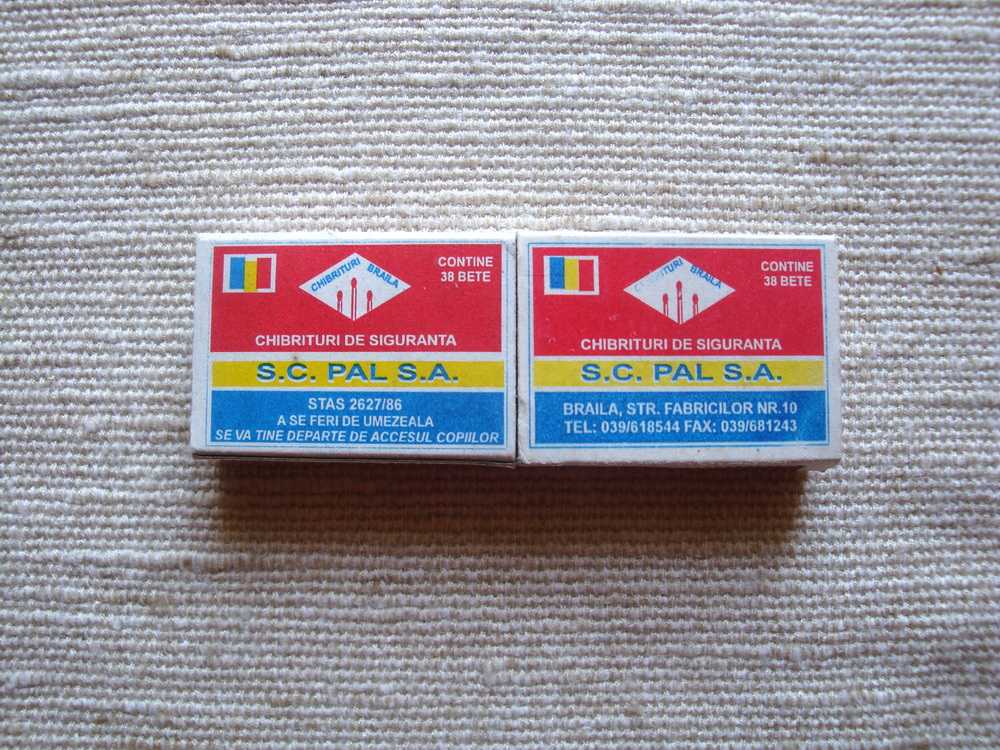 CHIBRITURI BRAILA
CONTINE
38 BETE
CHIBRITURI DE SIGURANTA
S.C. PAL S.A.
STAS 2627/86
A SE FERI DE UMEZEALA
SE VA TINE DEPARTE DE ACCESUL COPIILOR
CHIBRITURI BRAILA
CONTINE
38 BETE
CHIBRITURI DE SIGURANTA
S.C. PAL S.A.
BRAILA, STR. FABRICILOR NR.10
TEL: 039/618544 FAX: 039/681243